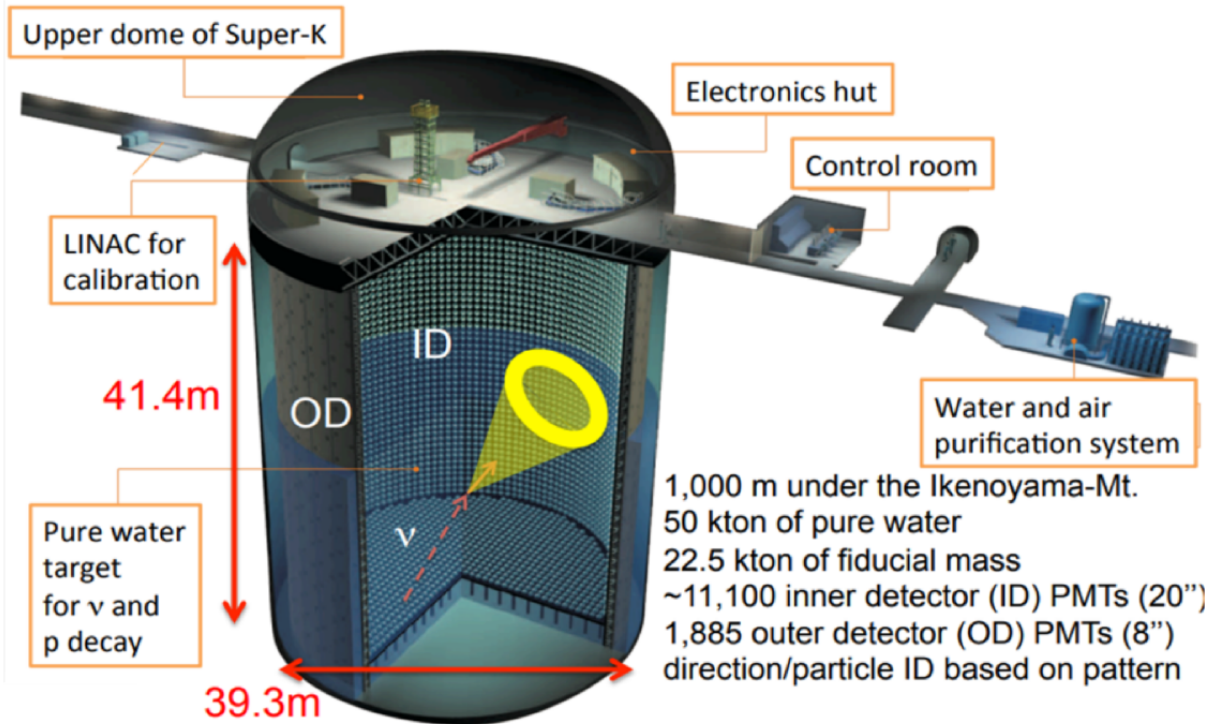 Upper dome of Super-K
Electronics hut
Control room
LINAC for
calibration
ID
41.4m
OD
Water and air
purification system
Pure water
target
for ν and
p decay
ν
1,000 m under the Ikenoyama-Mt.
50 kton of pure water
22.5 kton of fiducial mass
~11,100 inner detector (ID) PMTs (20”)
1,885 outer detector (OD) PMTs (8”)
direction/particle ID based on pattern
39.3m